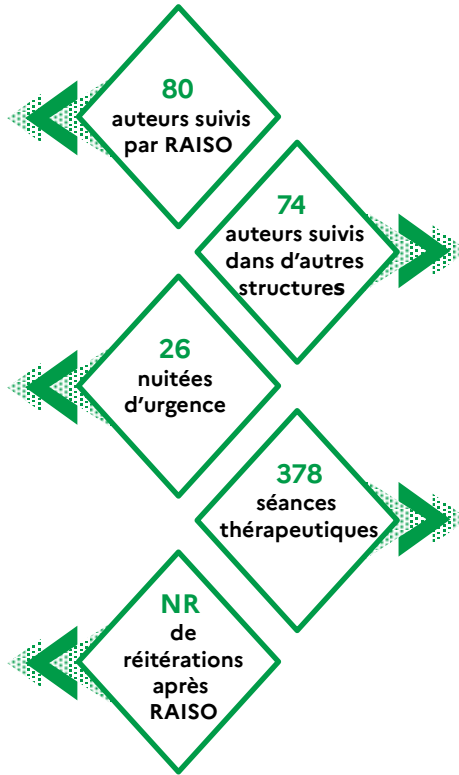 80
auteurs suivis
par RAISO
74
auteurs suivis
dans d'autres
structures
26
nuitées
d'urgence
378
séances
thérapeutiques
NR
de
réitérations
après
RAISO